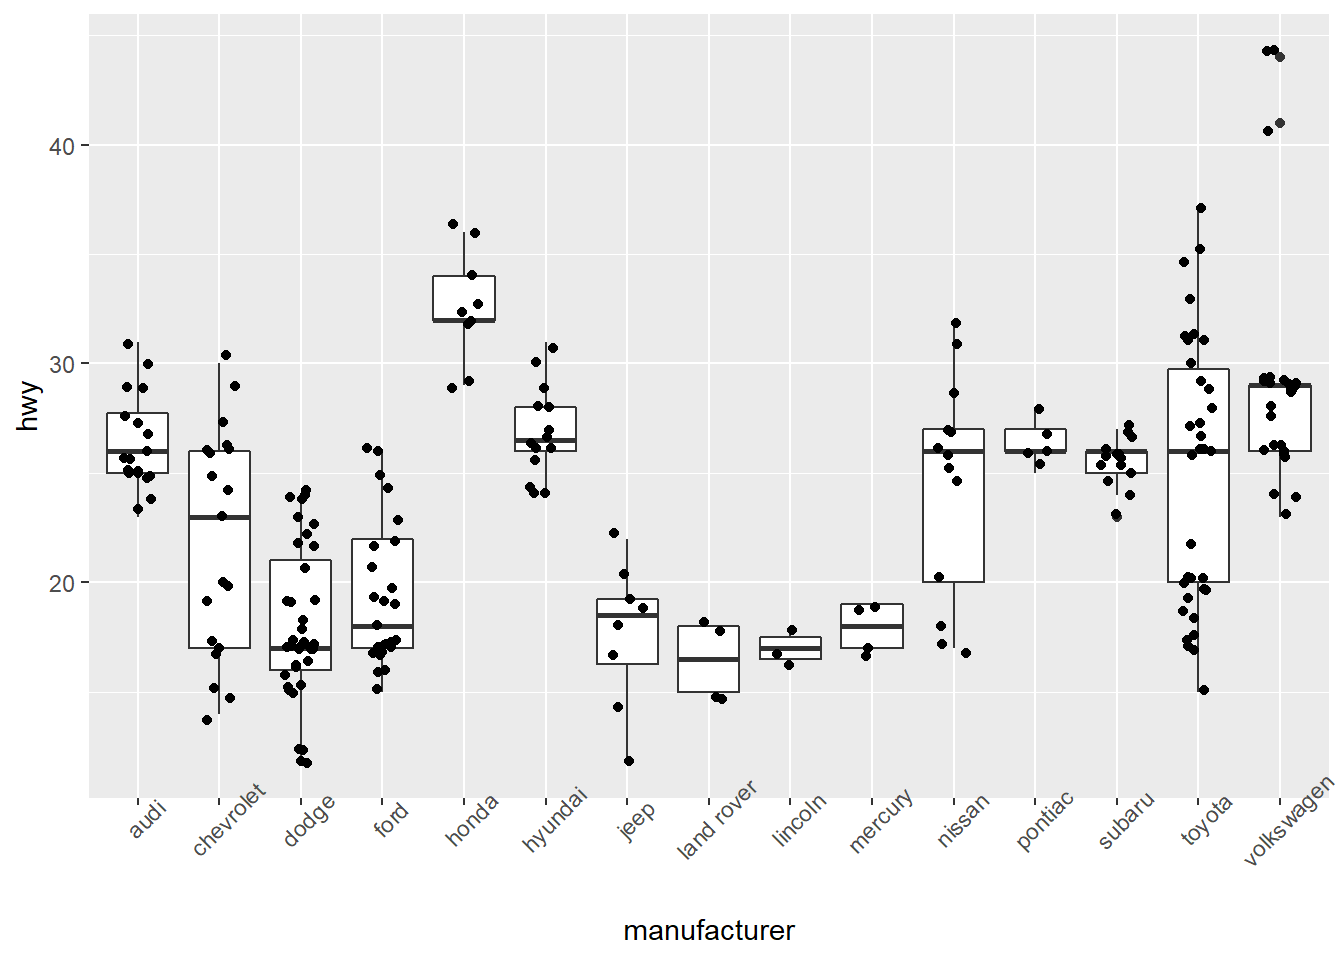 hwy
40
30
20
audi
chevrolet
dodge
ford
honda
hyundai
jeep
land rover
lincoln
mercury
nissan
pontiac
subaru
toyota
volkswagen
manufacturer